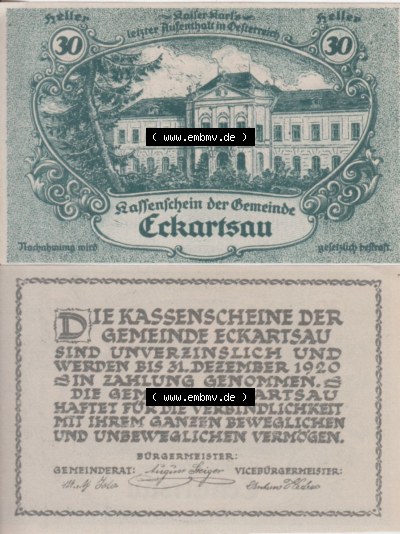 Heller Kaiser Karls Heller
letzter Aufenthalt in Oesterreich
30 30
( www.embmv.de )
Kassenschein der Gemeinde
Eckartsau
Nachahmung wird gesetzlich bestraft.
DIE KASSENSCHEINE DER
GEMEINDE ECKARTSAU
SIND UNVERZINSLICH UND
WERDEN BIS 31. DEZEMBER 1920
IN ZAHLUNG GENOMMEN.
DIE GEM ARTSAU
( www.embmv.de )
HAFTET FÜR DIE VERBINDLICHKEIT
MIT IHREM GANZEN BEWEGLICHEN
UND UNBEWEGLICHEN VERMÖGEN.
BÜRGERMEISTER:
GEMEINDERAT: VICEBÜRGERMEISTER: